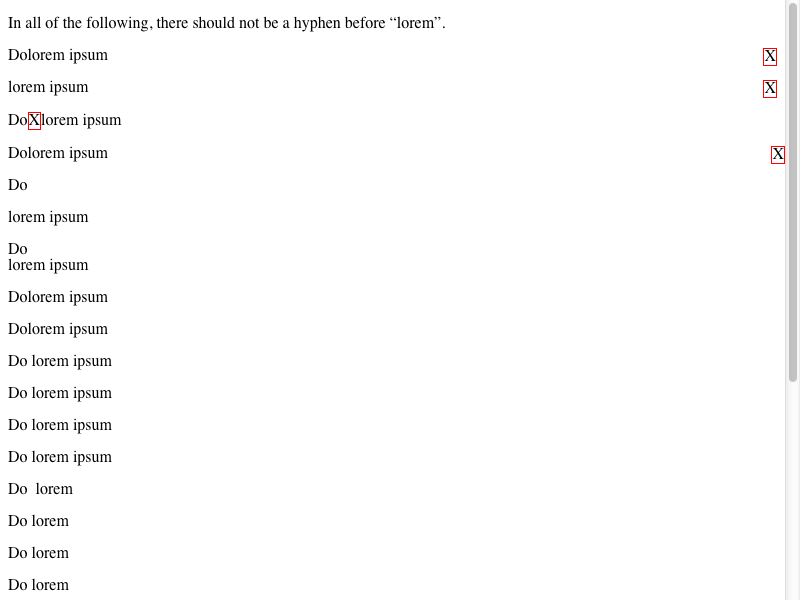 In all of the following, there should not be a hyphen before “lorem”.
Dolorem ipsum X
lorem ipsum X
DoXlorem ipsum
Dolorem ipsum X
Do
lorem ipsum
Do
lorem ipsum
Dolorem ipsum
Dolorem ipsum
Do lorem ipsum
Do lorem ipsum
Do lorem ipsum
Do lorem ipsum
Do  lorem
Do lorem
Do lorem
Do lorem